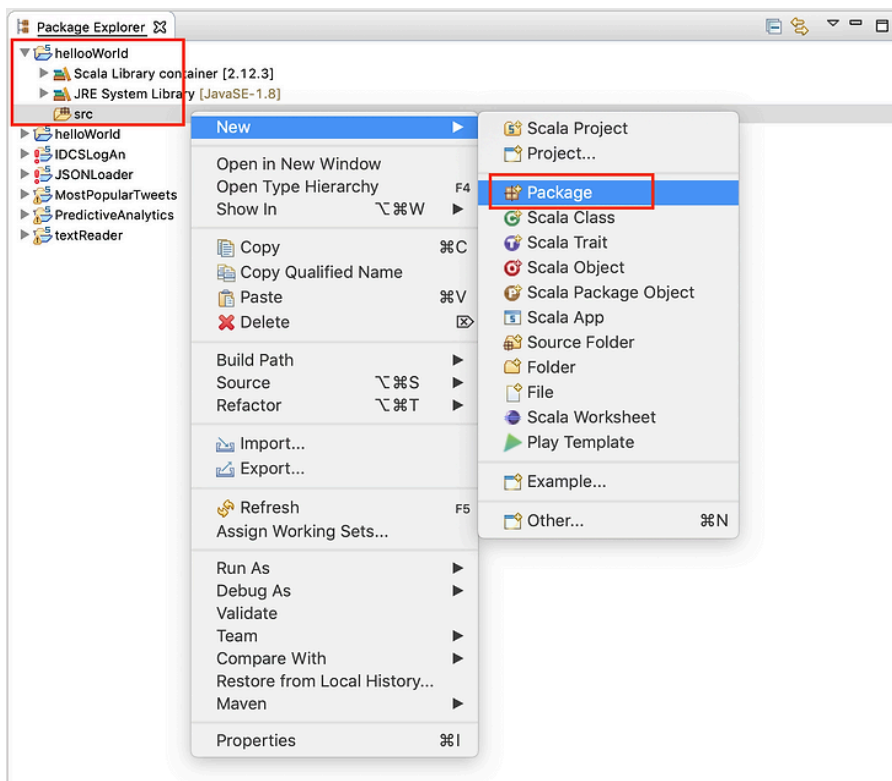 Package Explorer
hellooWorld
Scala Library container [2.12.3]
JRE System Library [JavaSE-1.8]
src
helloWorld
IDCSLogAn
JSONLoader
MostPopularTweets
PredictiveAnalytics
textReader
New
Open in New Window
Open Type Hierarchy F4
Show In ⌥⌘W
Copy ⌘C
Copy Qualified Name
Paste ⌘V
Delete ⌦
Build Path
Source ⌥⌘S
Refactor ⌥⌘T
Import...
Export...
Refresh F5
Assign Working Sets...
Run As
Debug As
Validate
Team
Compare With
Restore from Local History...
Maven
Properties ⌘I
Scala Project
Project...
Package
Scala Class
Scala Trait
Scala Object
Scala Package Object
Scala App
Source Folder
Folder
File
Scala Worksheet
Play Template
Example...
Other... ⌘N